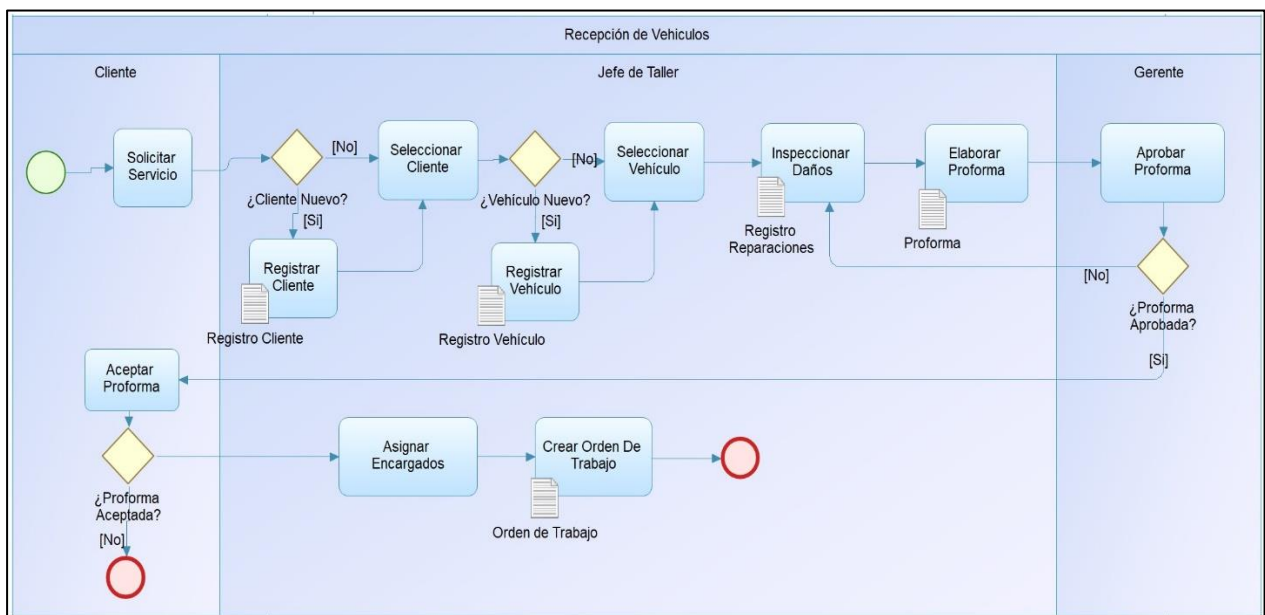 Recepción de Vehiculos
Cliente
Jefe de Taller
Gerente
Solicitar
Servicio
¿Cliente Nuevo?
[No]
[Si]
Seleccionar
Cliente
Registrar
Cliente
Registro Cliente
¿Vehículo Nuevo?
[No]
[Si]
Seleccionar
Vehículo
Registrar
Vehículo
Registro Vehículo
Inspeccionar
Daños
Registro
Reparaciones
Elaborar
Proforma
Proforma
Aprobar
Proforma
¿Proforma
Aprobada?
[No]
[Si]
Aceptar
Proforma
¿Proforma
Aceptada?
[No]
Asignar
Encargados
Crear Orden De
Trabajo
Orden de Trabajo